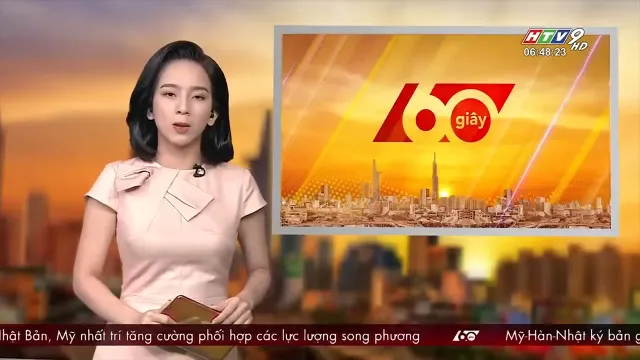 HTV9 HD
06:48:23
60 giây
Nhật Bản, Mỹ nhất trí tăng cường phối hợp các lực lượng song phương 60 Mỹ-Hàn-Nhật ký bản g